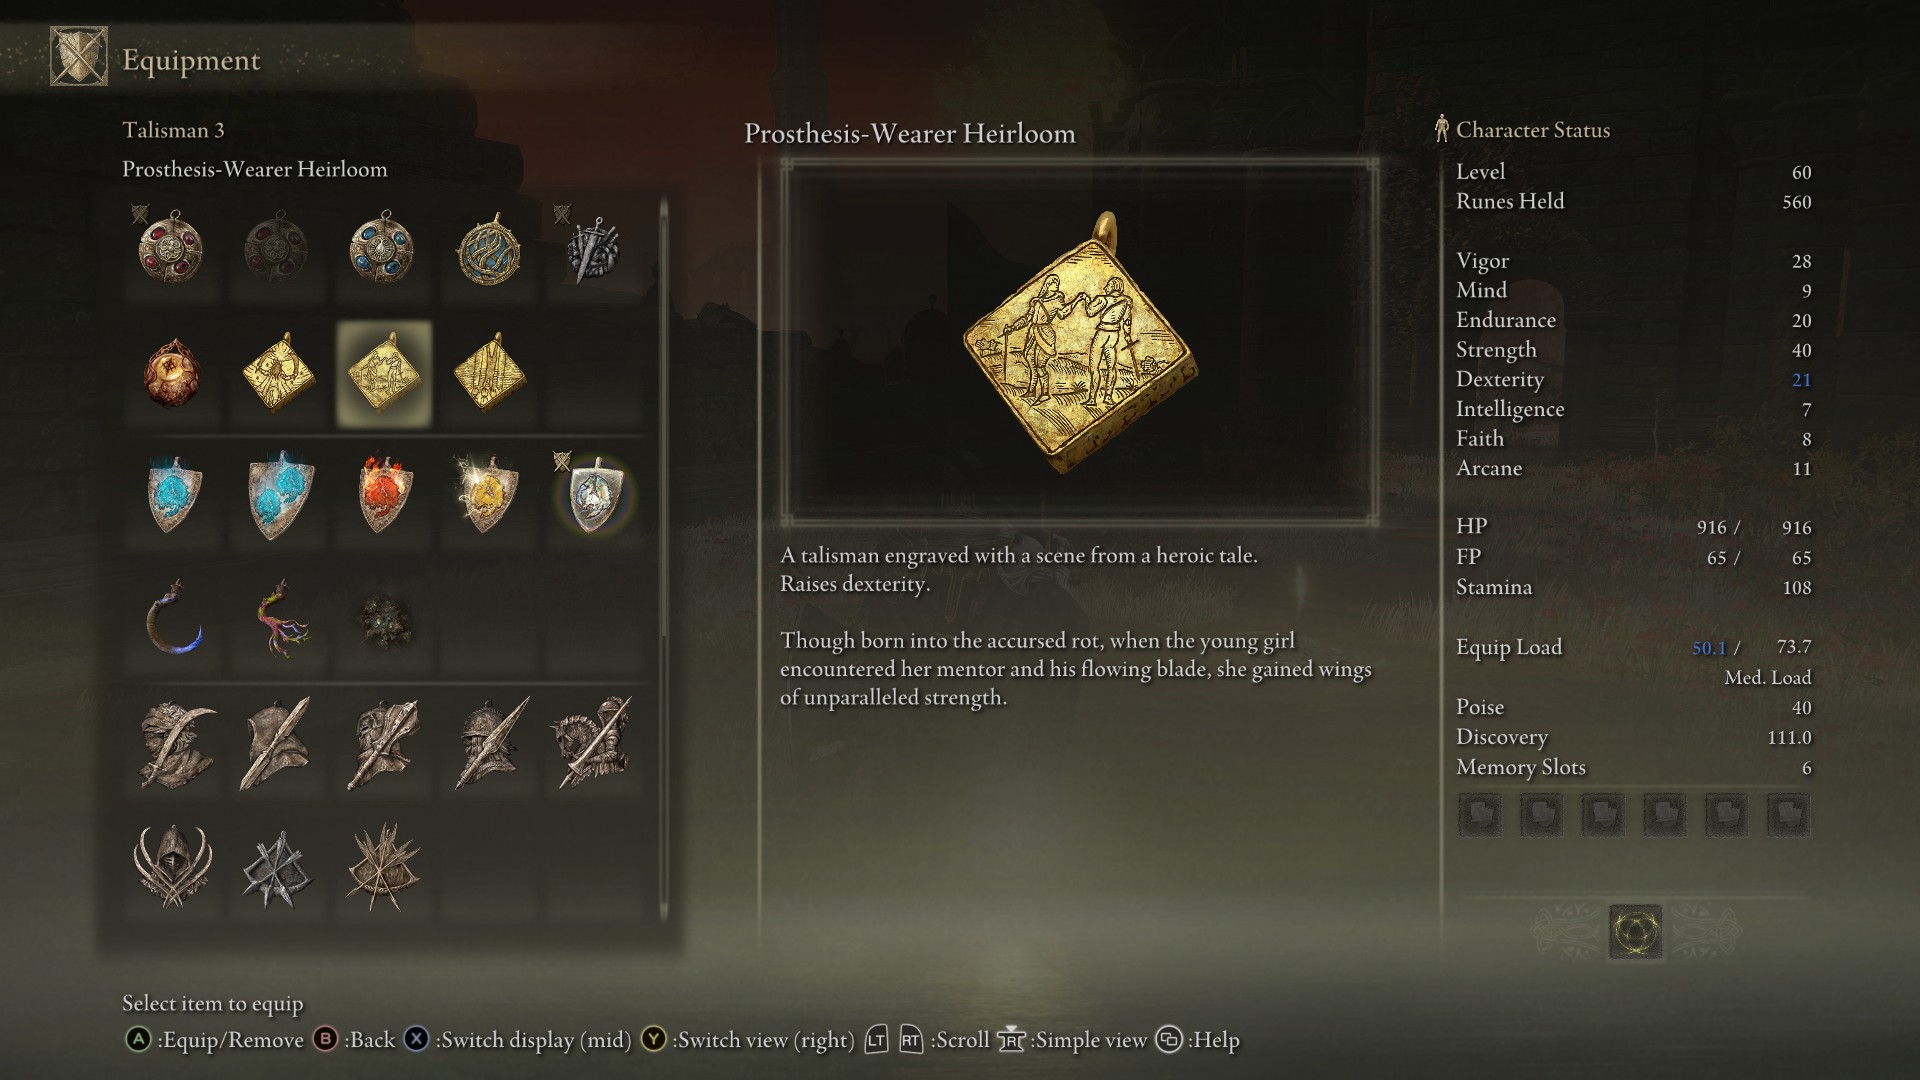 Equipment
Talisman 3
Prosthesis-Wearer Heirloom
Prosthesis-Wearer Heirloom
A talisman engraved with a scene from a heroic tale.
Raises dexterity.
Though born into the accursed rot, when the young girl
encountered her mentor and his flowing blade, she gained wings
of unparalleled strength.
Character Status
Level 60
Runes Held 560
Vigor 28
Mind 9
Endurance 20
Strength 40
Dexterity 21
Intelligence 7
Faith 8
Arcane 11
HP 916 / 916
FP 65 / 65
Stamina 108
Equip Load 50.1 / 73.7
Med. Load
Poise 40
Discovery 111.0
Memory Slots 6
Select item to equip
A :Equip/Remove B :Back X :Switch display (mid) Y :Switch view (right) LT RT :Scroll R :Simple view :Help